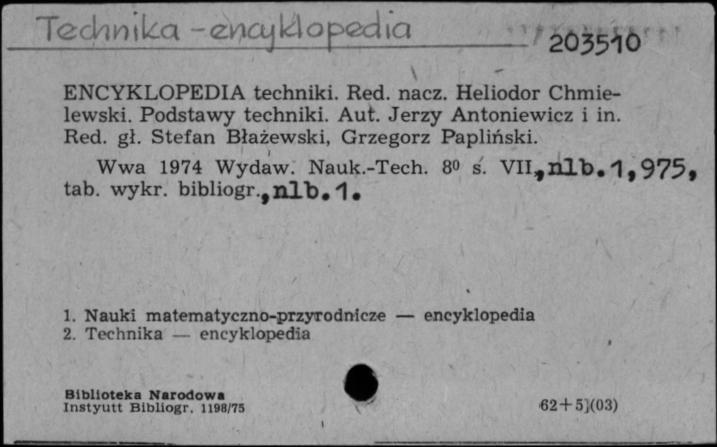 Technika - encyklopedia
203510
ENCYKLOPEDIA techniki. Red. nacz. Heliodor Chmie-
lewski. Podstawy techniki. Aut. Jerzy Antoniewicz i in.
Red. gł. Stefan Błażewski, Grzegorz Papliński.
Wwa 1974 Wydaw. Nauk.-Tech. 8⁰ s. VII, nlb. 1, 975,
tab. wykr. bibliogr., nlb. 1.
1. Nauki matematyczno-przyrodnicze — encyklopedia
2. Technika — encyklopedia
Biblioteka Narodowa
Instyutt Bibliogr. 1198/75
62+5](03)